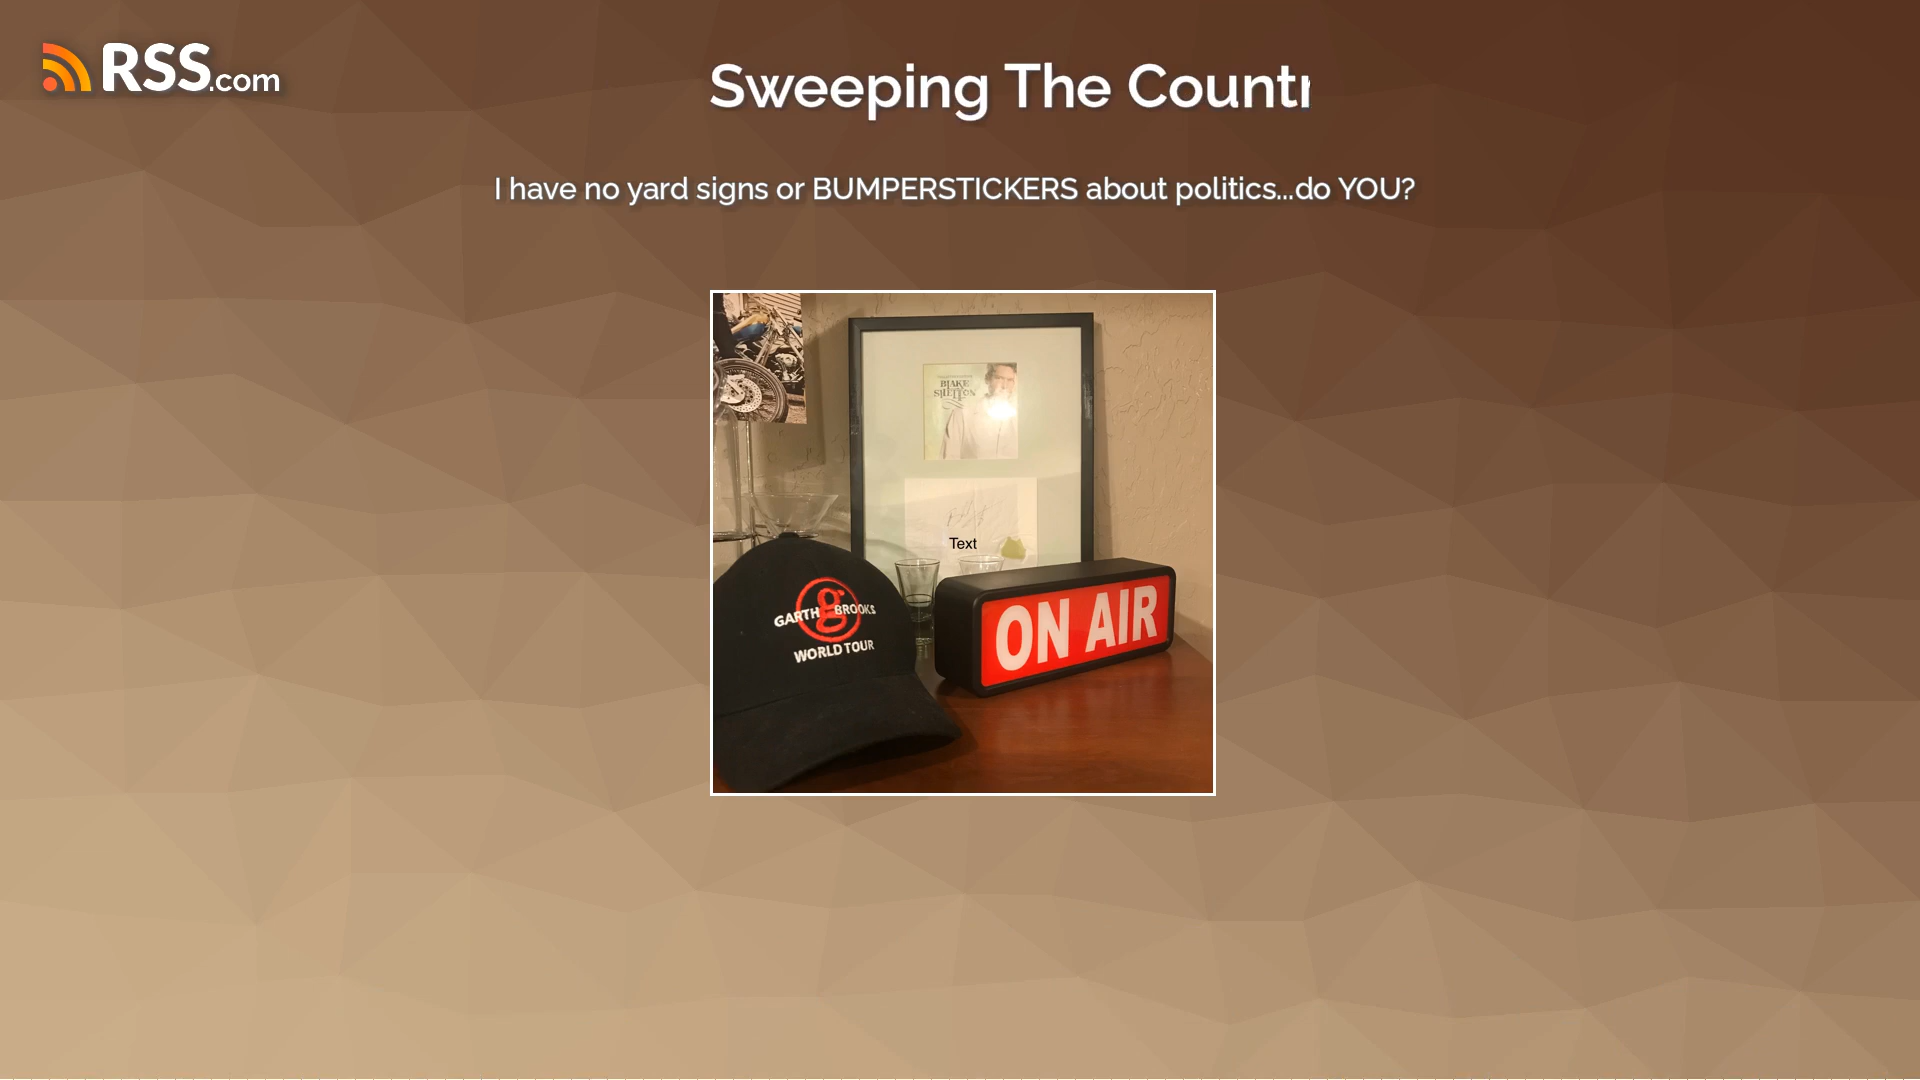 RSS.com
Sweeping The Countr
I have no yard signs or BUMPERSTICKERS about politics...do YOU?
BLAKE
SHELTON
Text
GARTH g BROOKS
WORLD TOUR
ON AIR